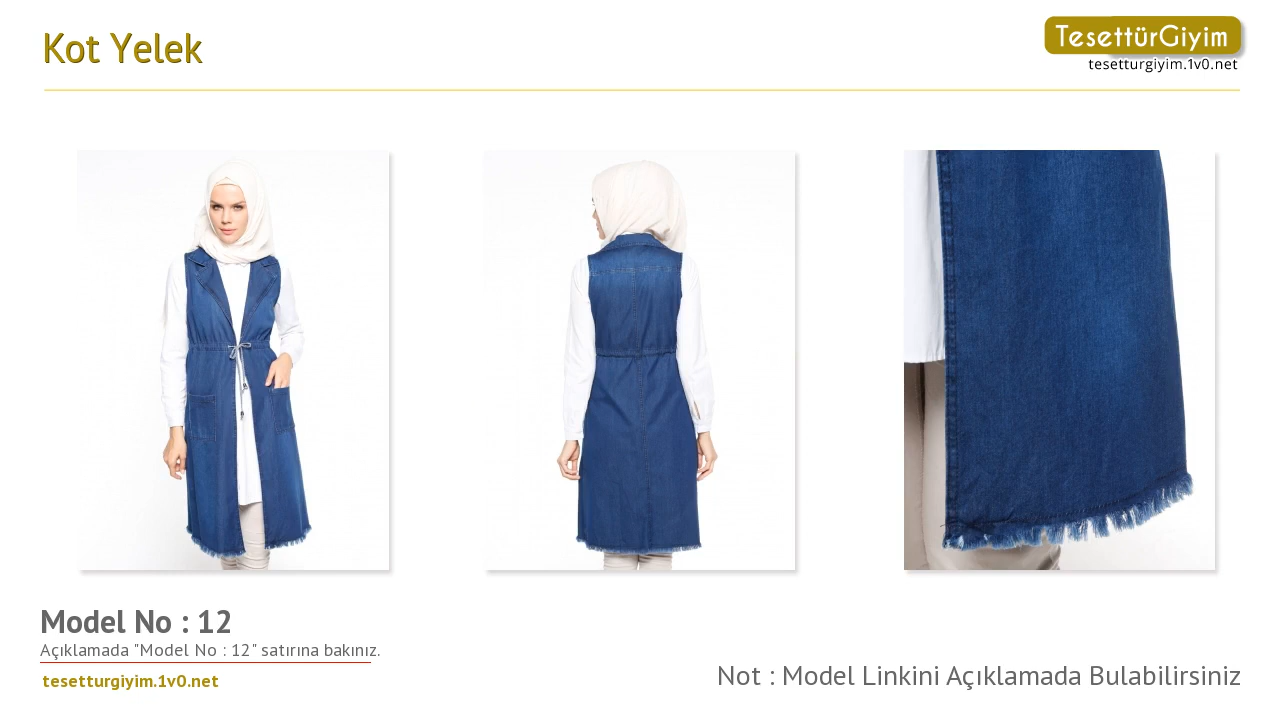 Kot Yelek
TesettürGiyim
tesetturgiyim.1v0.net
Model No : 12
Açıklamada "Model No : 12" satırına bakınız.
tesetturgiyim.1v0.net
Not : Model Linkini Açıklamada Bulabilirsiniz